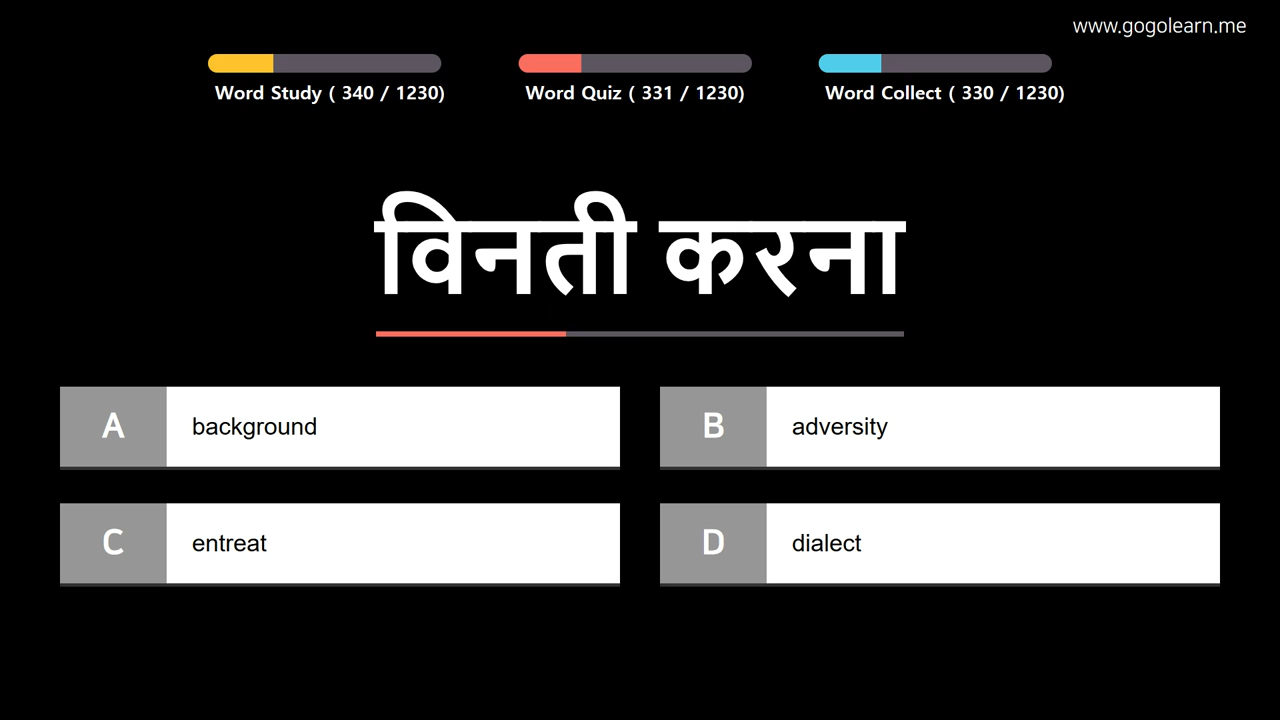 www.gogolearn.me
Word Study ( 340 / 1230)
Word Quiz ( 331 / 1230)
Word Collect ( 330 / 1230)
विनती करना
A background
B adversity
C entreat
D dialect